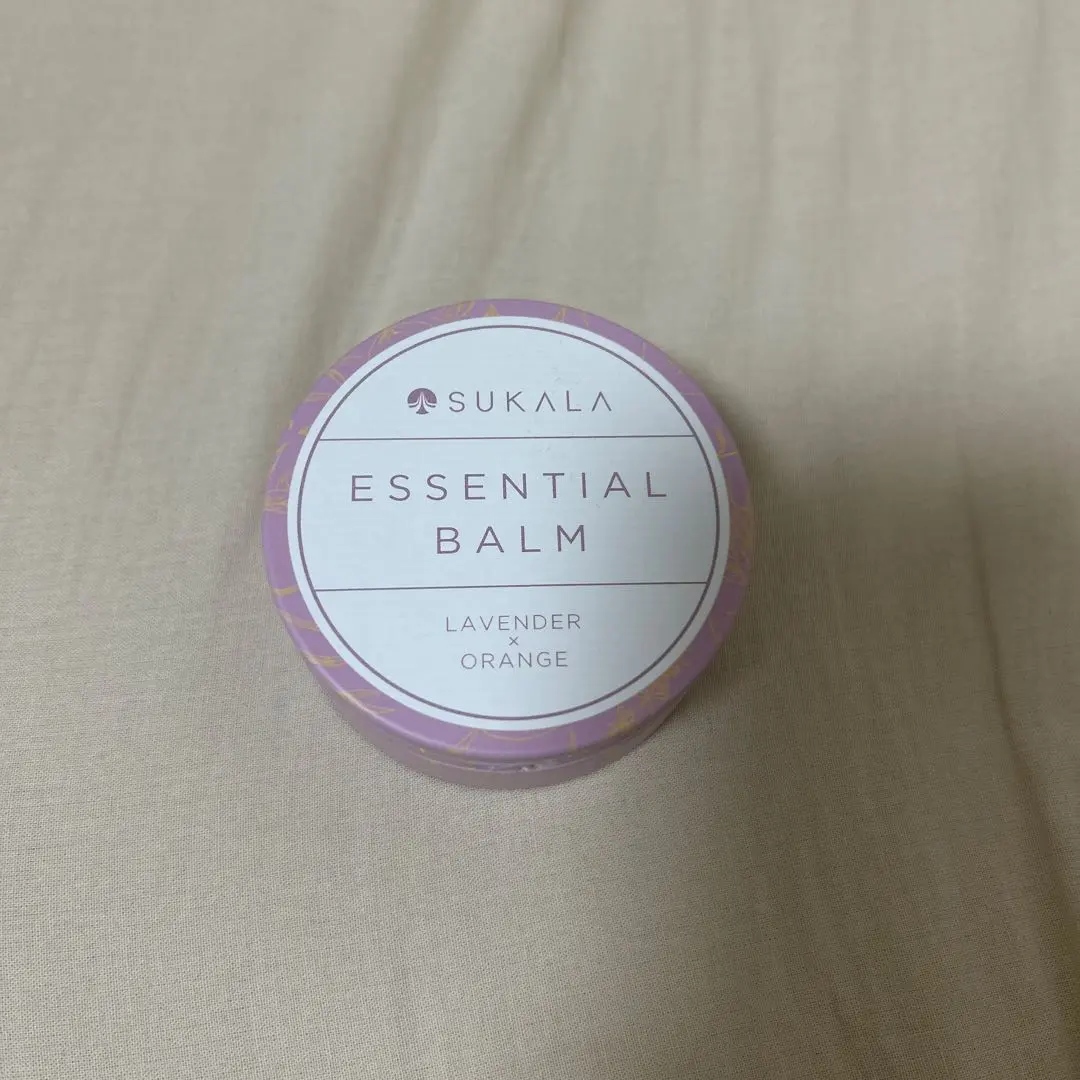 SUKALA
ESSENTIAL
BALM
LAVENDER
×
ORANGE